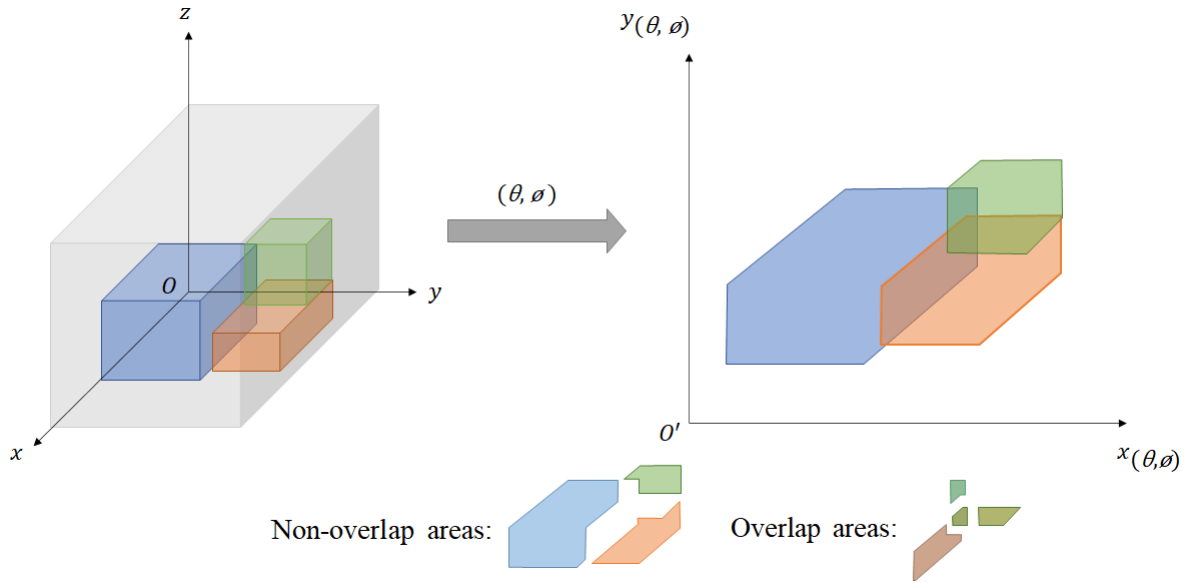 z
y(θ, ø)
(θ, ø)
O
y
x
O′
x(θ,ø)
Non-overlap areas:
Overlap areas: